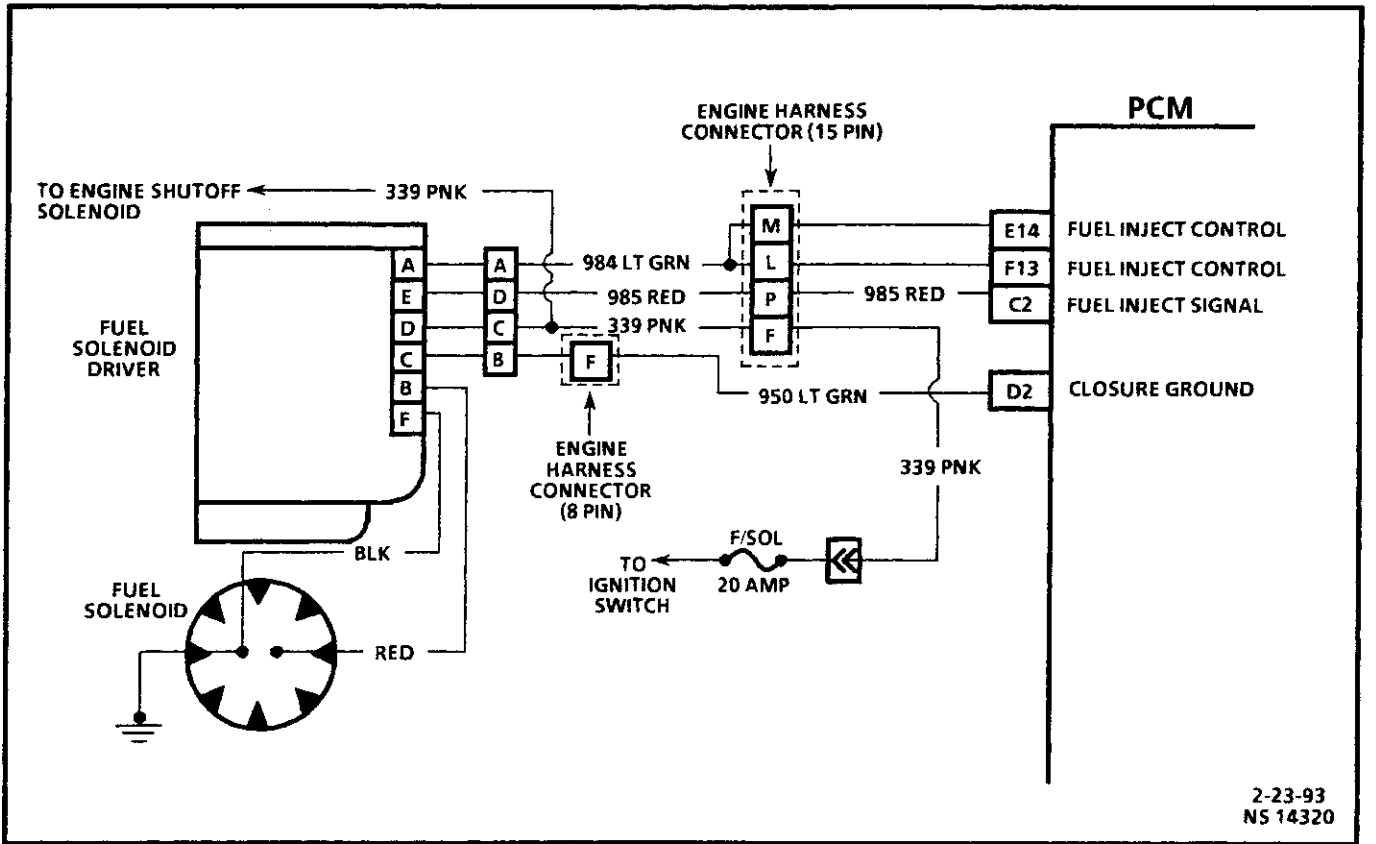 PCM
ENGINE HARNESS
CONNECTOR (15 PIN)
TO ENGINE SHUTOFF
SOLENOID
339 PNK
M
E14
FUEL INJECT CONTROL
A
A
984 LT GRN
L
F13
FUEL INJECT CONTROL
E
D
985 RED
P
985 RED
C2
FUEL INJECT SIGNAL
D
C
339 PNK
F
FUEL
SOLENOID
DRIVER
C
B
F
B
950 LT GRN
D2
CLOSURE GROUND
F
ENGINE
HARNESS
CONNECTOR
(8 PIN)
339 PNK
BLK
F/SOL
20 AMP
TO
IGNITION
SWITCH
FUEL
SOLENOID
RED
2-23-93
NS 14320